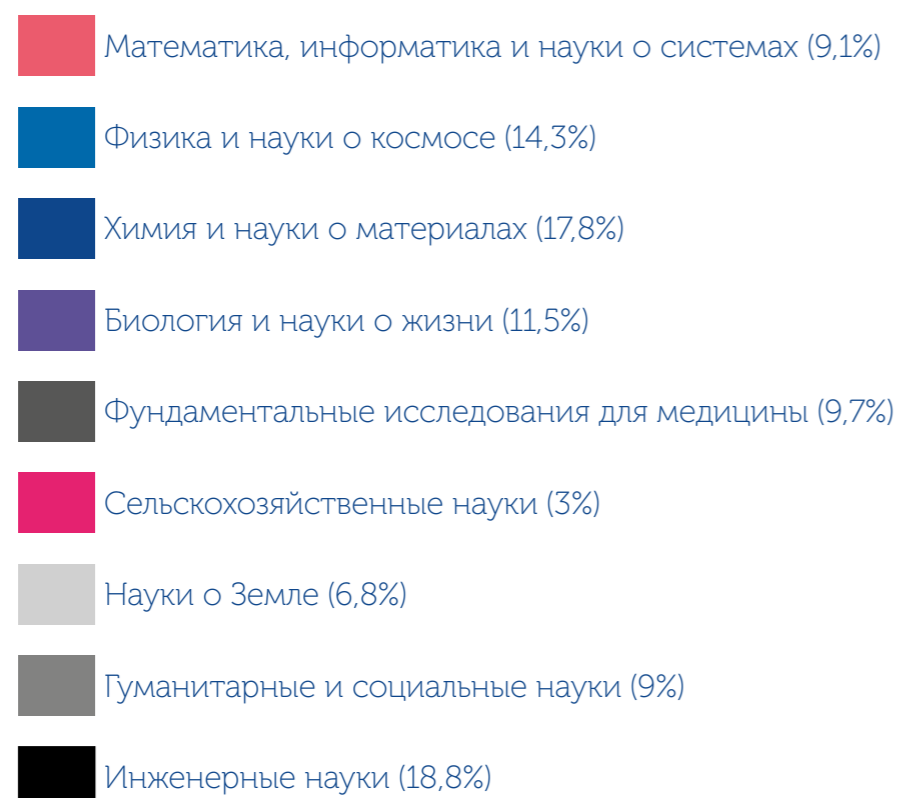 Математика, информатика и науки о системах (9,1%)
Физика и науки о космосе (14,3%)
Химия и науки о материалах (17,8%)
Биология и науки о жизни (11,5%)
Фундаментальные исследования для медицины (9,7%)
Сельскохозяйственные науки (3%)
Науки о Земле (6,8%)
Гуманитарные и социальные науки (9%)
Инженерные науки (18,8%)